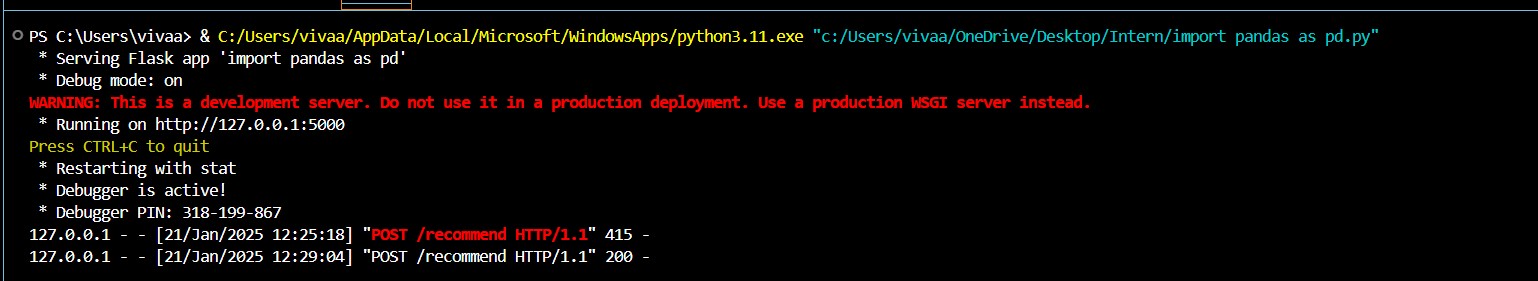 PS C:\Users\vivaa> & C:/Users/vivaa/AppData/Local/Microsoft/WindowsApps/python3.11.exe "c:/Users/vivaa/OneDrive/Desktop/Intern/import pandas as pd.py"
* Serving Flask app 'import pandas as pd'
* Debug mode: on
WARNING: This is a development server. Do not use it in a production deployment. Use a production WSGI server instead.
* Running on http://127.0.0.1:5000
Press CTRL+C to quit
* Restarting with stat
* Debugger is active!
* Debugger PIN: 318-199-867
127.0.0.1 - - [21/Jan/2025 12:25:18] "POST /recommend HTTP/1.1" 415 -
127.0.0.1 - - [21/Jan/2025 12:29:04] "POST /recommend HTTP/1.1" 200 -